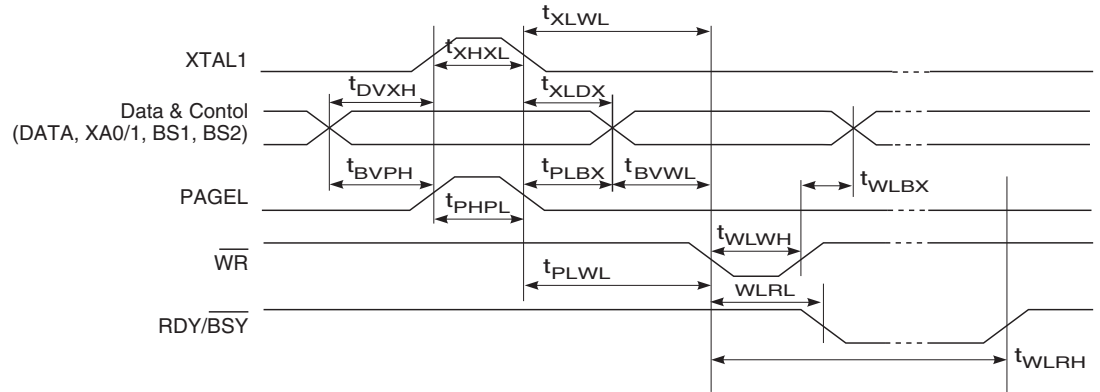 tXLWL
XTAL1
tXHXL
tDVXH
tXLDX
Data & Contol
(DATA, XA0/1, BS1, BS2)
tBVPH
tPLBX
tBVWL
tWLBX
PAGEL
tPHPL
tWLWH
WR
tPLWL
WLRL
RDY/BSY
tWLRH